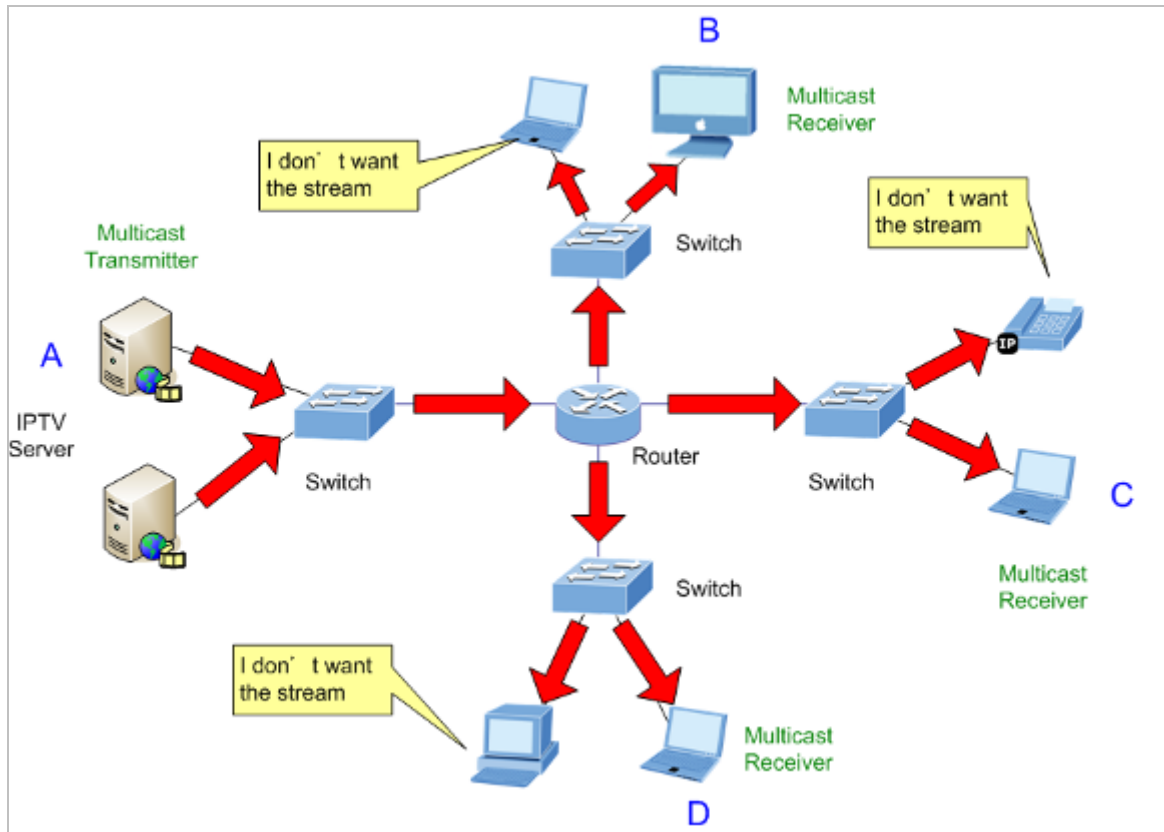 B
Multicast
Receiver
I don’t want
the stream
I don’t want
the stream
Switch
Multicast
Transmitter
A
IP
IPTV
Server
Router
Switch
Switch
C
Switch
Multicast
Receiver
I don’t want
the stream
Multicast
Receiver
D